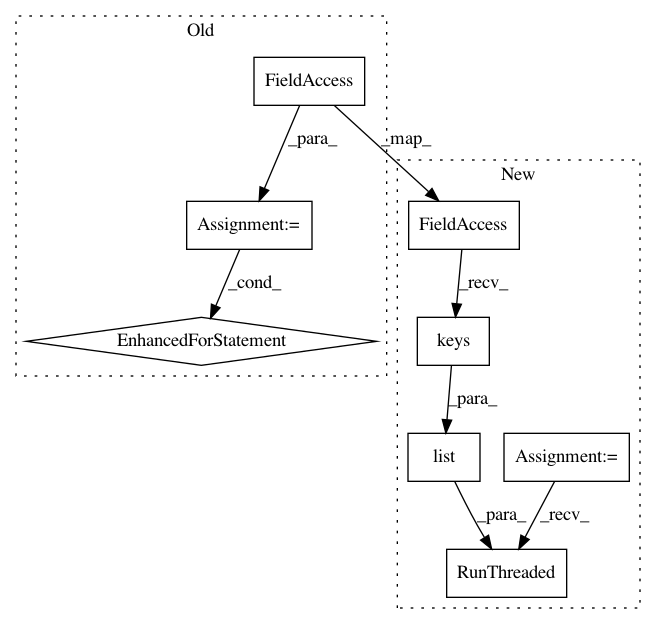 Old
FieldAccess
_para_
_map_
New
Assignment:=
FieldAccess
_cond_
_recv_
EnhancedForStatement
keys
_para_
list
Assignment:=
_para_
_recv_
RunThreaded